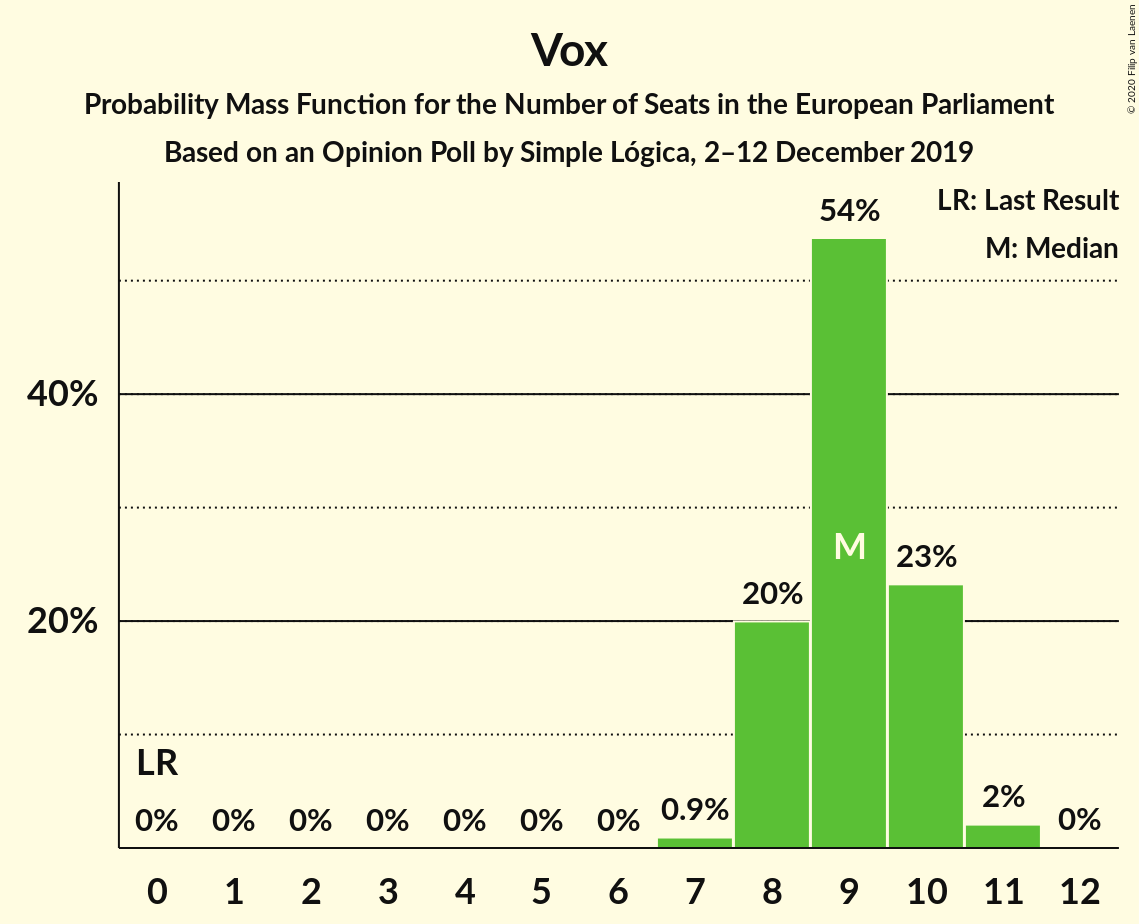 Vox
Probability Mass Function for the Number of Seats in the European Parliament
Based on an Opinion Poll by Simple Lógica, 2–12 December 2019
© 2020 Filip van Laenen
LR: Last Result
M: Median
54%
40%
M
23%
20%
20%
LR
0% 0% 0% 0% 0% 0% 0% 0.9% 2% 0%
0 1 2 3 4 5 6 7 8 9 10 11 12